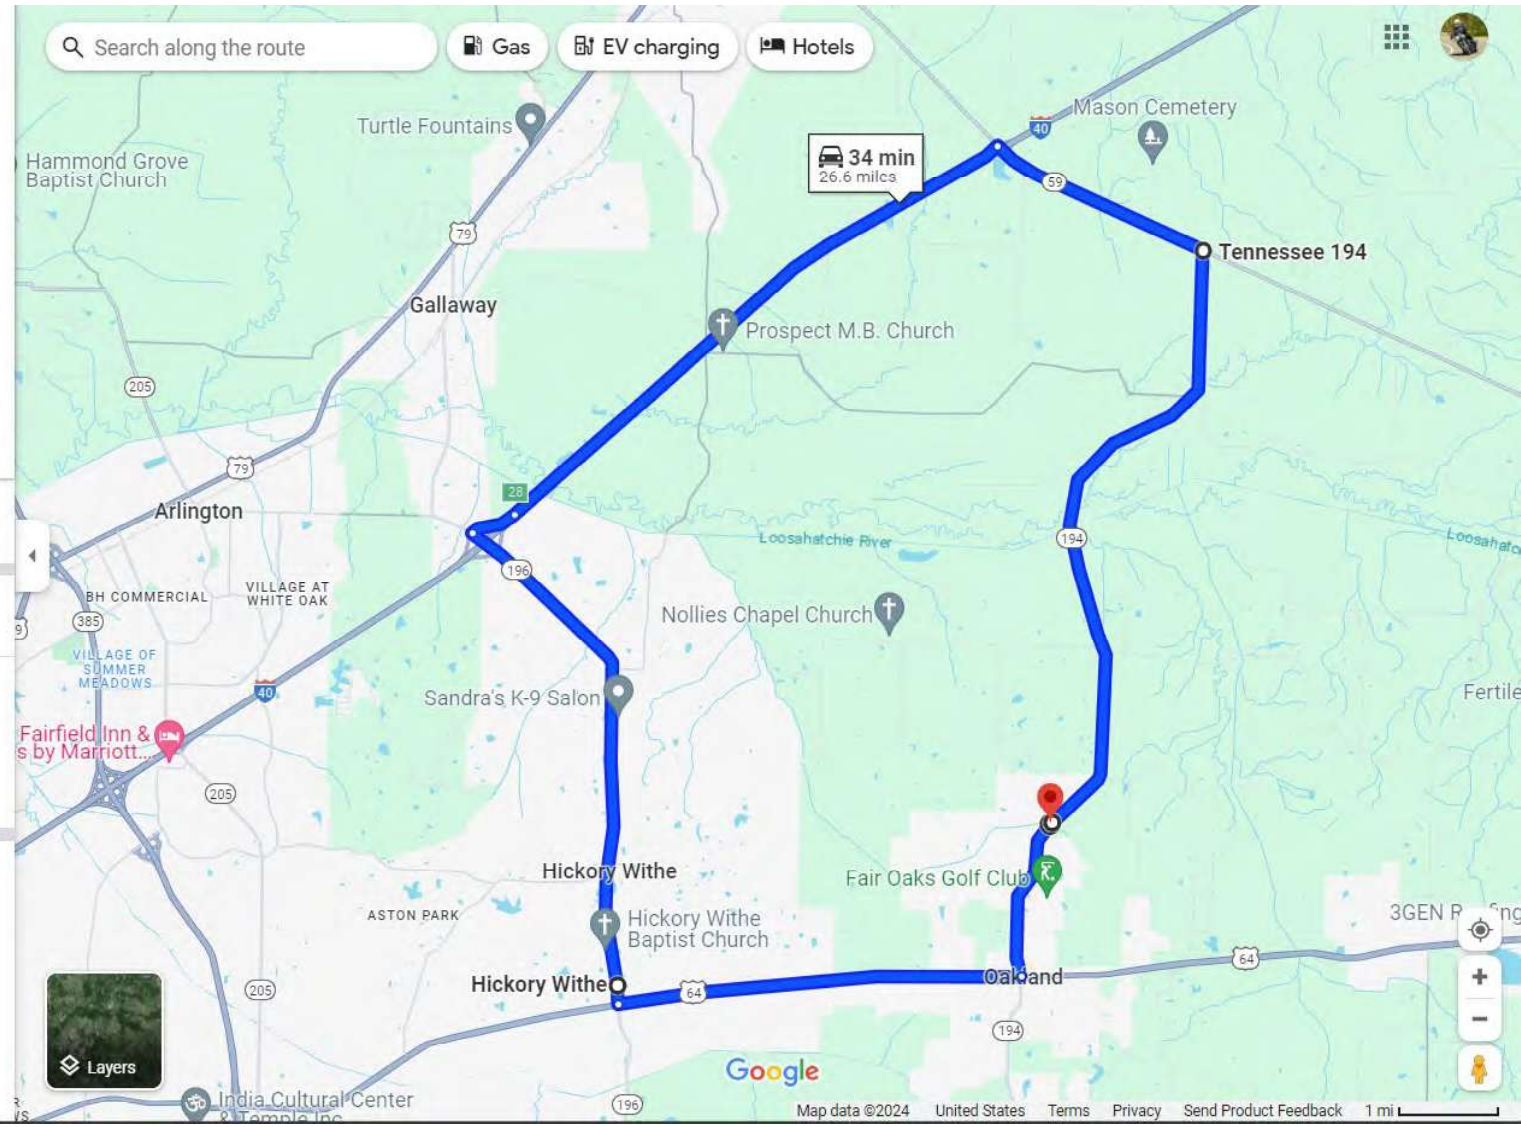 Search along the route
Gas
EV charging
Hotels
Turtle Fountains
40
Mason Cemetery
Hammond Grove
Baptist Church
34 min
26.6 miles
59
79
Tennessee 194
Gallaway
Prospect M.B. Church
205
79
28
Arlington
194
Loosahatchie River
196
VILLAGE AT
WHITE OAK
BH COMMERCIAL
385
Nollies Chapel Church
VILLAGE OF
SUMMER
MEADOWS
40
Sandra's K-9 Salon
Fertile
Fairfield Inn &
s by Marriott...
205
Hickory Withe
Fair Oaks Golf Club
ASTON PARK
Hickory Withe
Baptist Church
64
Hickory Withe
64
Oakland
205
194
Layers
Google
India Cultural Center
& Temple Inc
196
Map data ©2024
United States
Terms
Privacy
Send Product Feedback
1 mi